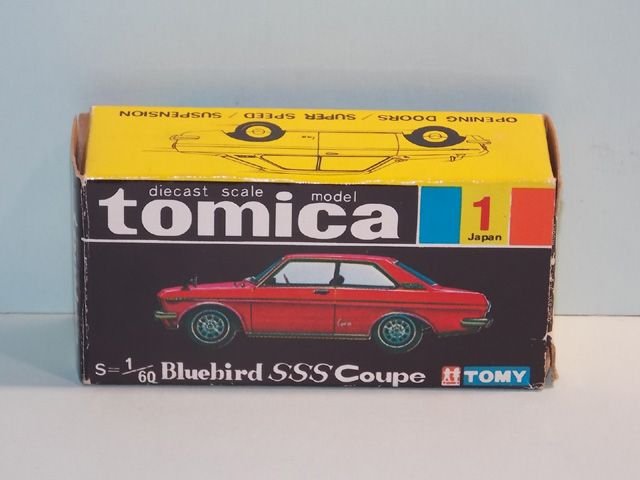 OPENING DOORS / SUPER SPEED / SUSPENSION
diecast scale model
tomica
1
Japan
S=1/60 Bluebird SSS Coupe
TOMY